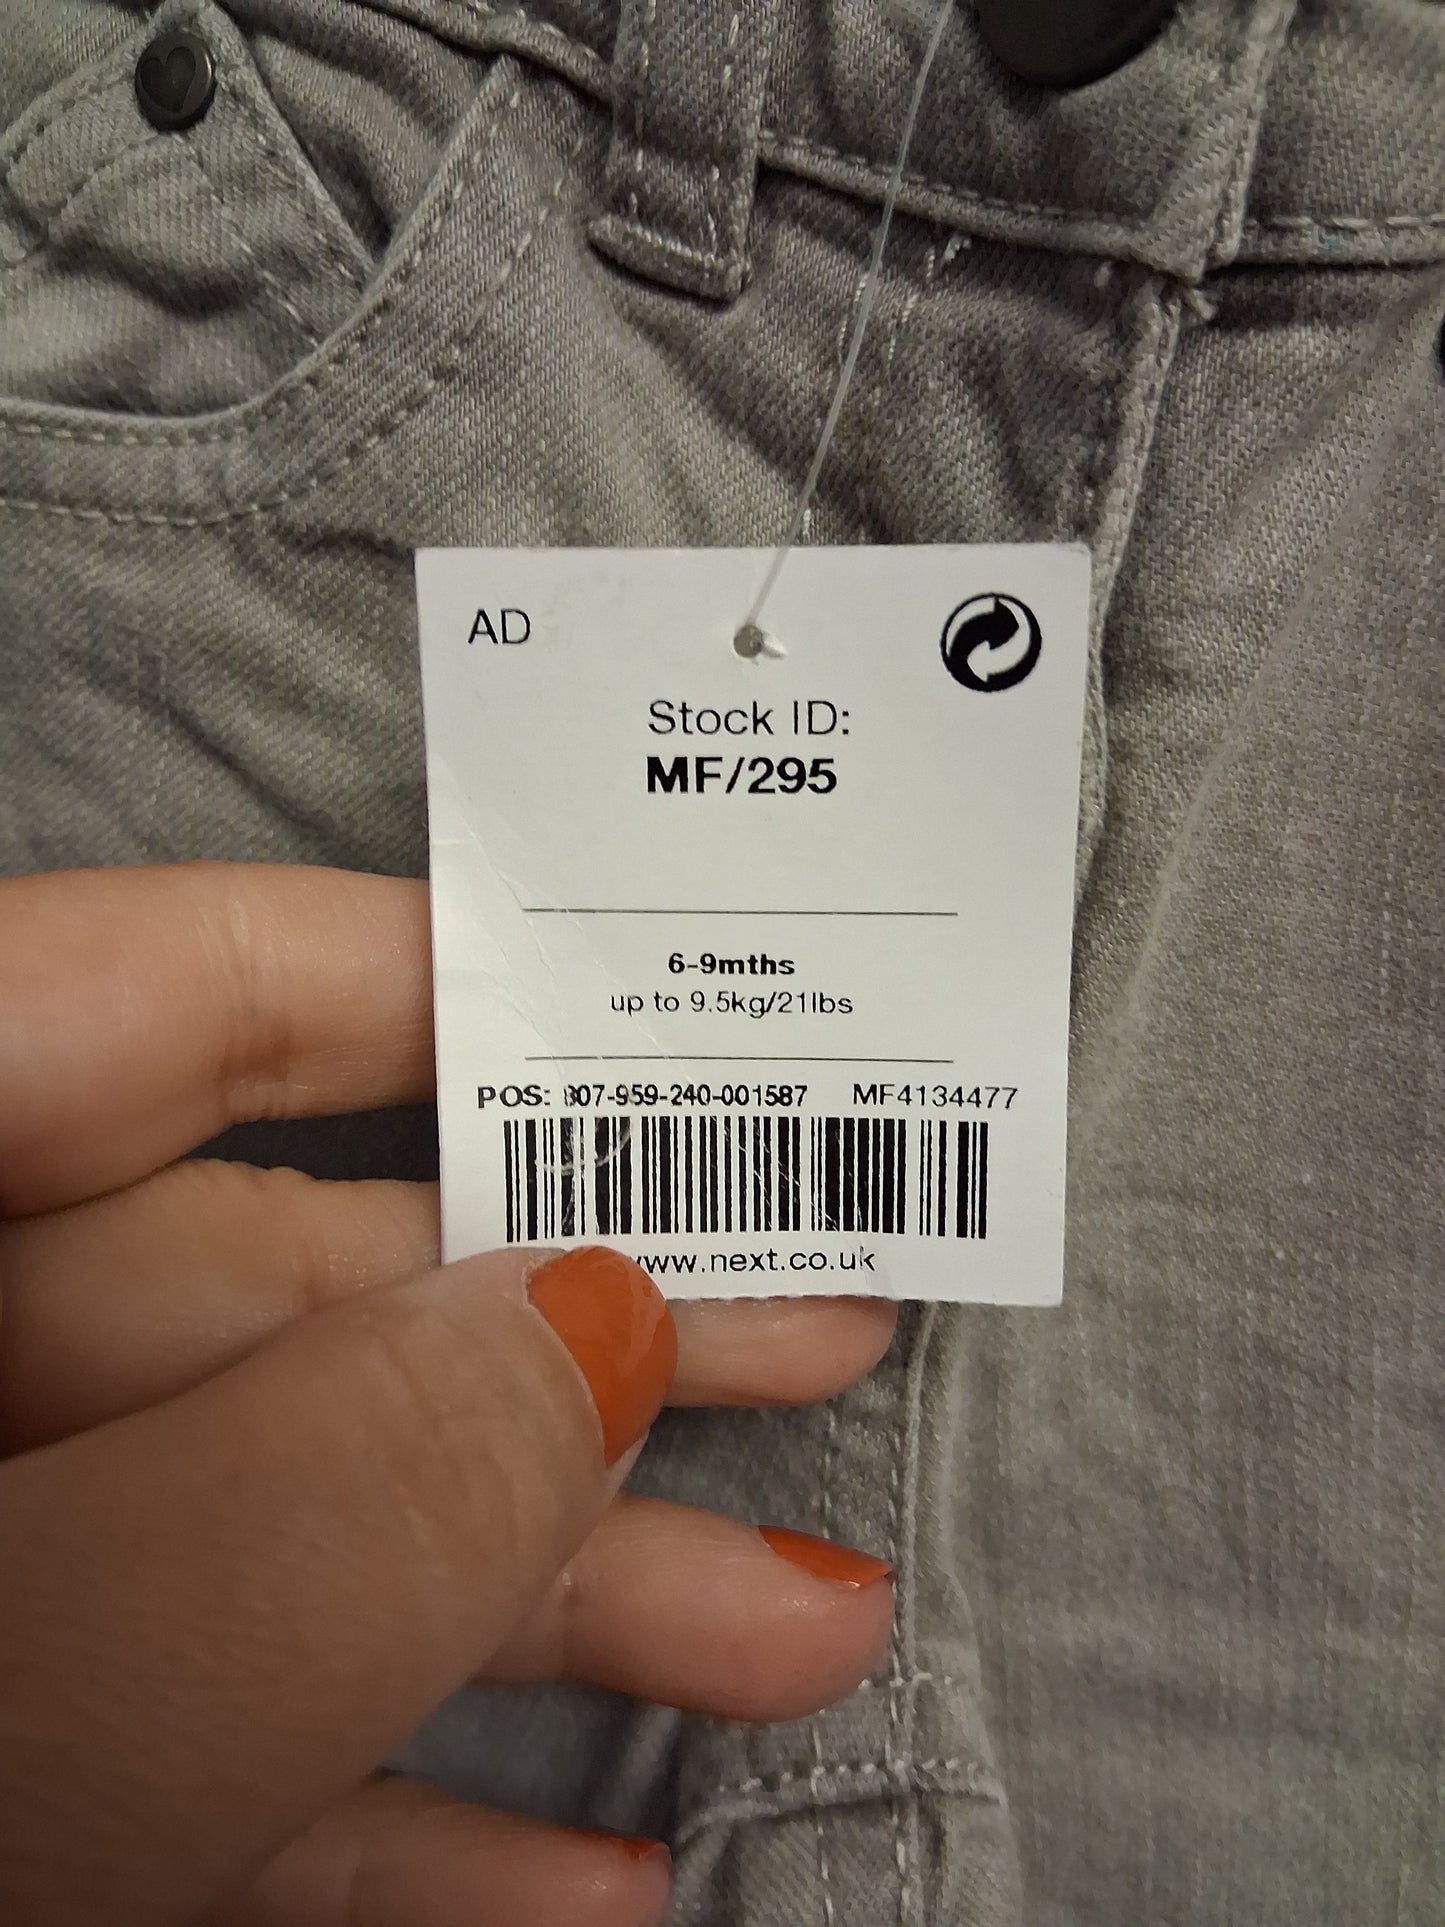 AD
Stock ID:
MF/295
6-9mths
up to 9.5kg/21lbs
POS: 807-959-240-001587 MF4134477
www.next.co.uk